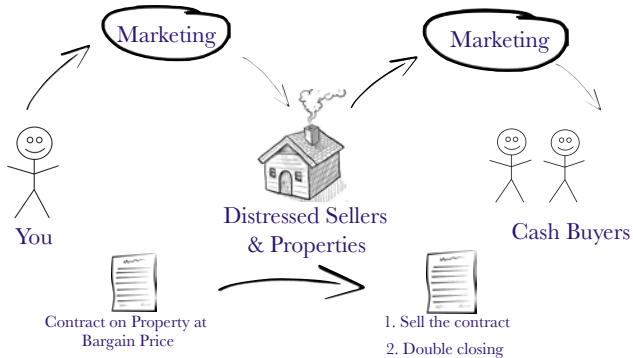 Marketing
Marketing
You
Distressed Sellers
& Properties
Cash Buyers
Contract on Property at
Bargain Price
1. Sell the contract
2. Double closing